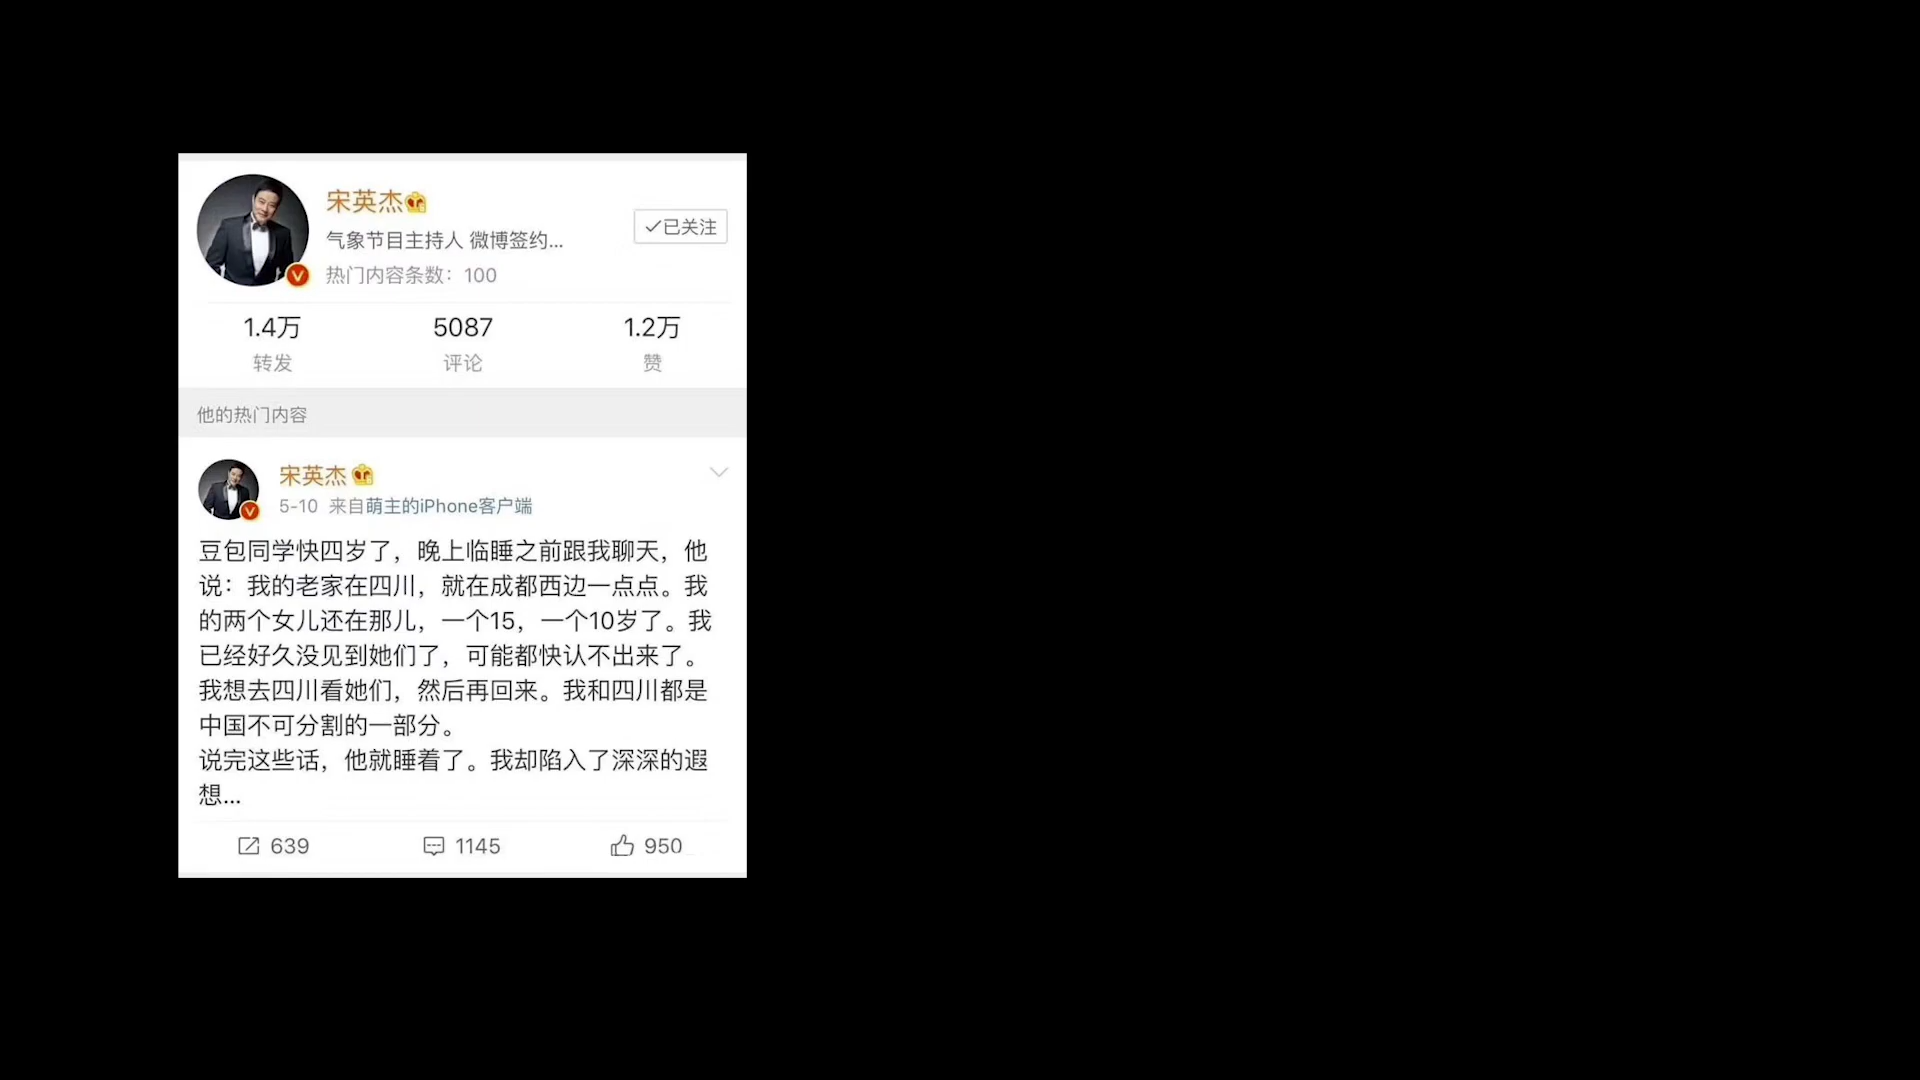 宋英杰
气象节目主持人 微博签约...
热门内容条数：100
✓已关注
1.4万
5087
1.2万
转发
评论
赞
他的热门内容
宋英杰
5-10 来自萌主的iPhone客户端
豆包同学快四岁了，晚上临睡之前跟我聊天，他
说：我的老家在四川，就在成都西边一点点。我
的两个女儿还在那儿，一个15，一个10岁了。我
已经好久没见到她们了，可能都快认不出来了。
我想去四川看她们，然后再回来。我和四川都是
中国不可分割的一部分。
说完这些话，他就睡着了。我却陷入了深深的遐
想...
639
1145
950